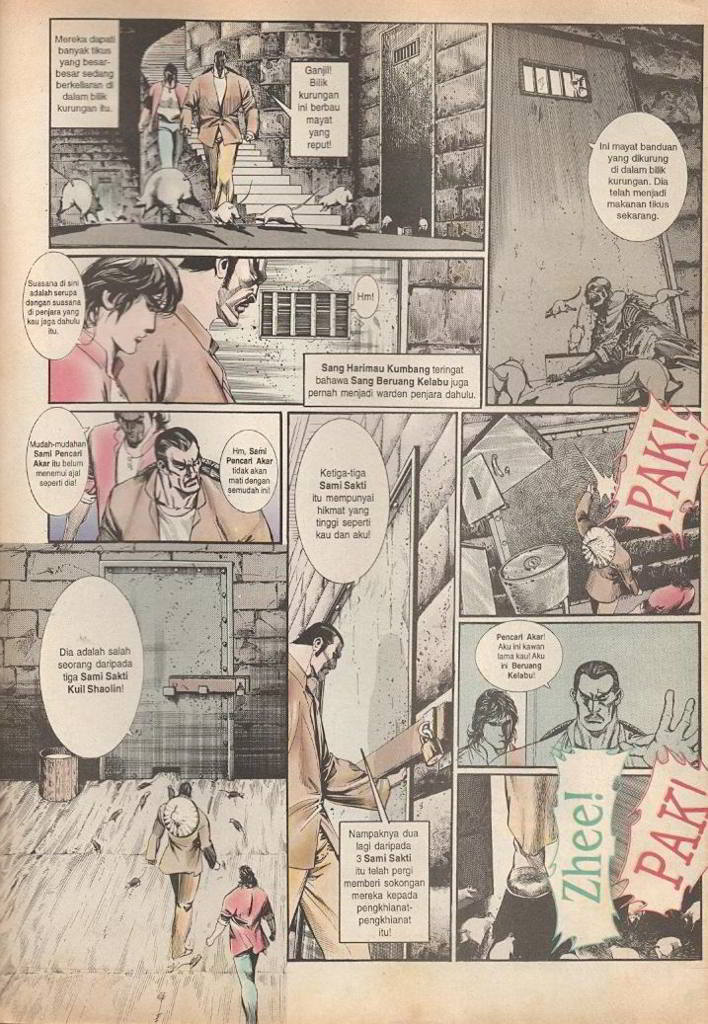 Mereka dapati
banyak tikus
yang besar-
besar sedang
berkeliaran di
dalam bilik
kurungan itu.
Ganjil!
Bilik
kurungan
ini berbau
mayat
yang
reput!
Ini mayat banduan
yang dikurung
di dalam bilik
kurungan. Dia
telah menjadi
makanan tikus
sekarang.
Suasana di sini
adalah serupa
dengan suasana
di penjara yang
kau jaga dahulu
itu.
Hm!
Sang Harimau Kumbang teringat
bahawa Sang Beruang Kelabu juga
pernah menjadi warden penjara dahulu.
Mudah-mudahan
Sami Pencari
Akar itu belum
menemui ajal
seperti dia!
Hm, Sami
Pencari Akar
tidak akan
mati dengan
semudah ini!
Dia adalah salah
seorang daripada
tiga Sami Sakti
Kuil Shaolin!
Ketiga-tiga
Sami Sakti
itu mempunyai
hikmat yang
tinggi seperti
kau dan aku!
Nampaknya dua
lagi daripada
3 Sami Sakti
itu telah pergi
memberi sokongan
mereka kepada
pengkhianat-
pengkhianat
itu!
PAK!
Pencari Akar!
Aku ini kawan
lama kau! Aku
ini Beruang
Kelabu!
Zhee!
PAK!